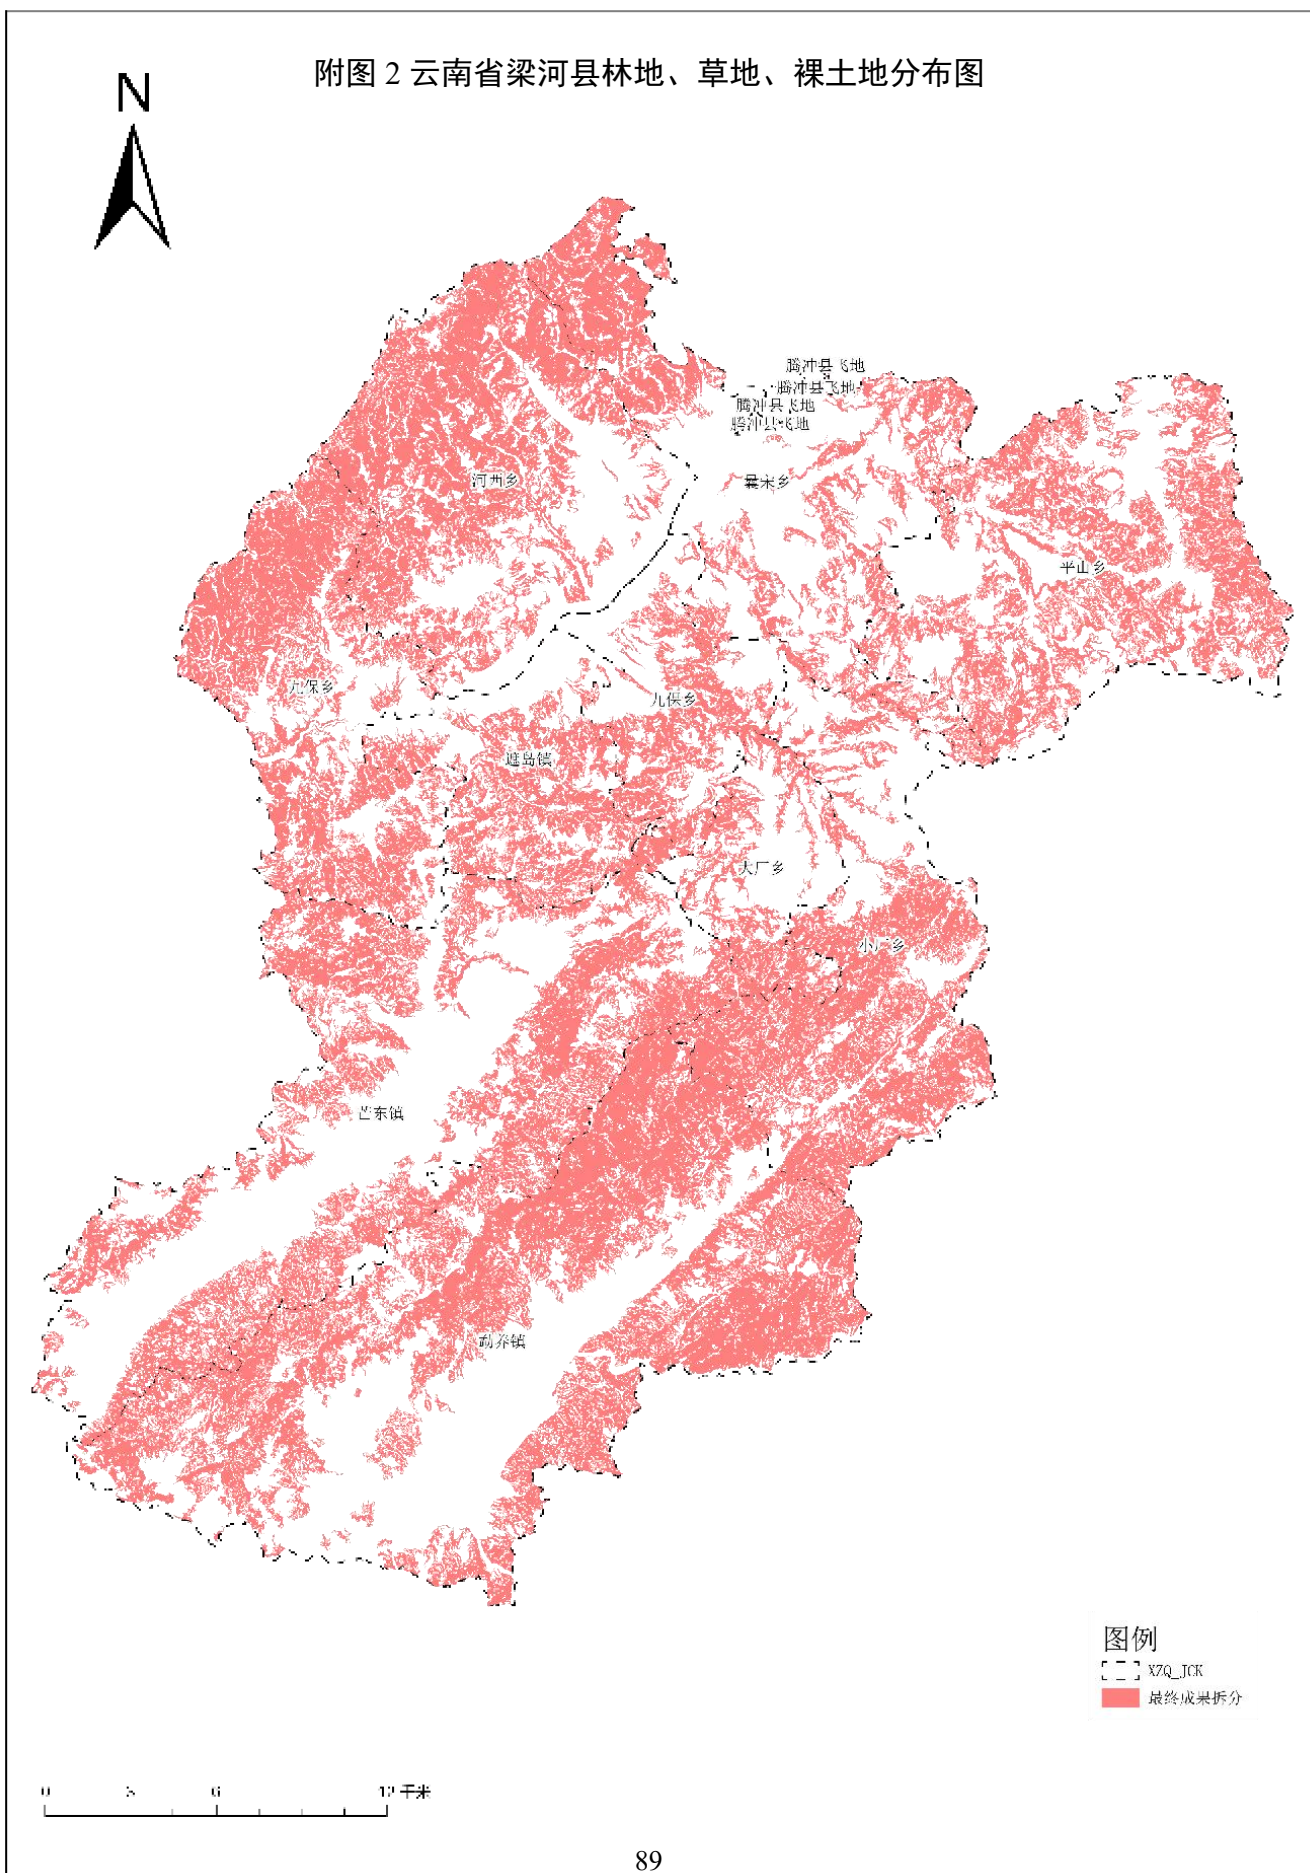 附图 2 云南省梁河县林地、草地、裸土地分布图
N
腾冲县飞地
腾冲县飞地
腾冲县飞地
腾冲县飞地
河西乡
曩宋乡
平山乡
九保乡
九保乡
遮岛镇
大厂乡
小厂乡
芒东镇
勐养镇
图例
XZQ_JCK
最终成果拆分
0 3 6 12 千米
89